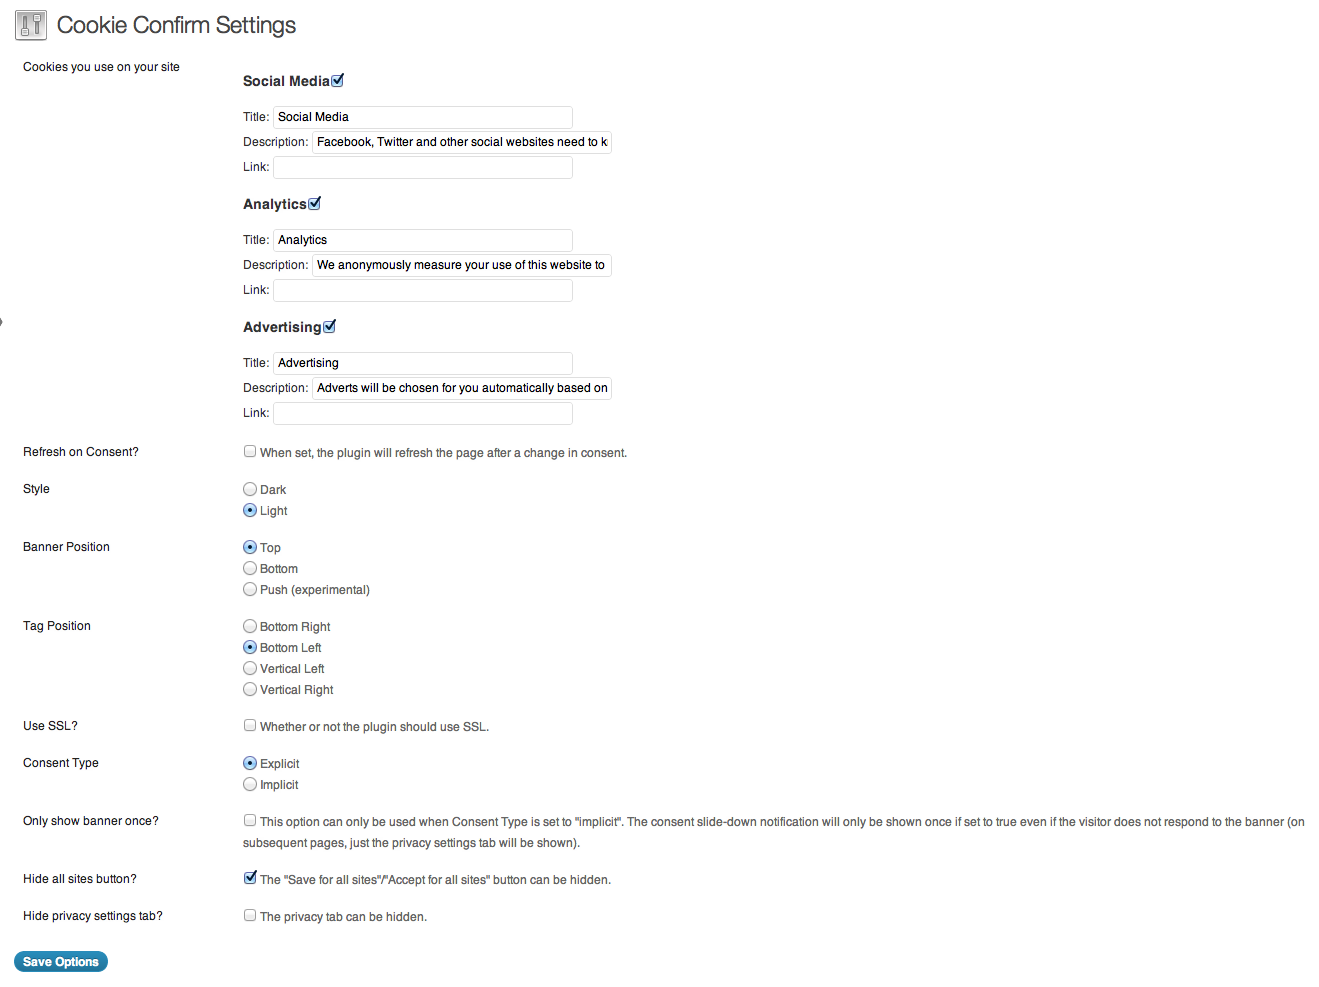 Cookie Confirm Settings
Cookies you use on your site
Social Media
Title: Social Media
Description: Facebook, Twitter and other social websites need to k
Link:
Analytics
Title: Analytics
Description: We anonymously measure your use of this website to
Link:
Advertising
Title: Advertising
Description: Adverts will be chosen for you automatically based on
Link:
Refresh on Consent? When set, the plugin will refresh the page after a change in consent.
Style Dark
Light
Banner Position Top
Bottom
Push (experimental)
Tag Position Bottom Right
Bottom Left
Vertical Left
Vertical Right
Use SSL? Whether or not the plugin should use SSL.
Consent Type Explicit
Implicit
Only show banner once? This option can only be used when Consent Type is set to "implicit". The consent slide-down notification will only be shown once if set to true even if the visitor does not respond to the banner (on
subsequent pages, just the privacy settings tab will be shown).
Hide all sites button? The "Save for all sites"/"Accept for all sites" button can be hidden.
Hide privacy settings tab? The privacy tab can be hidden.
Save Options